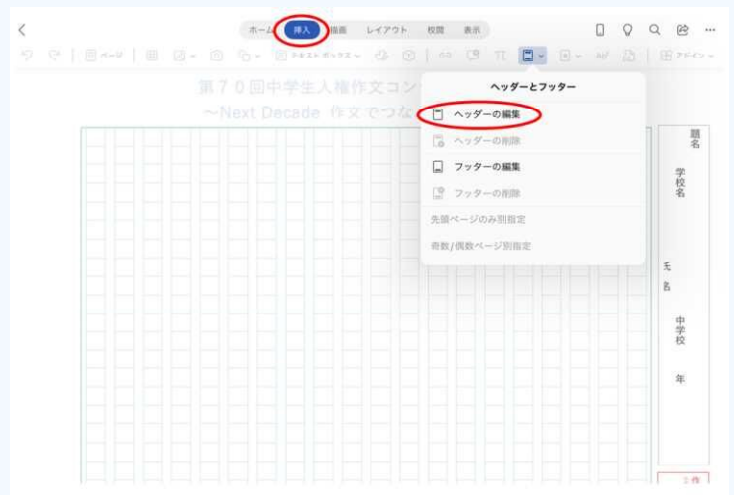 ホーム 挿入 描画 レイアウト 校閲 表示
ページ テキスト ボックス
第70回中学生人権作文コン
～Next Decade 作文でつな
ヘッダーとフッター
ヘッダーの編集
ヘッダーの削除
フッターの編集
フッターの削除
先頭ページのみ別指定
奇数/偶数ページ別指定
題名
学校名
氏名
中学校
年
作